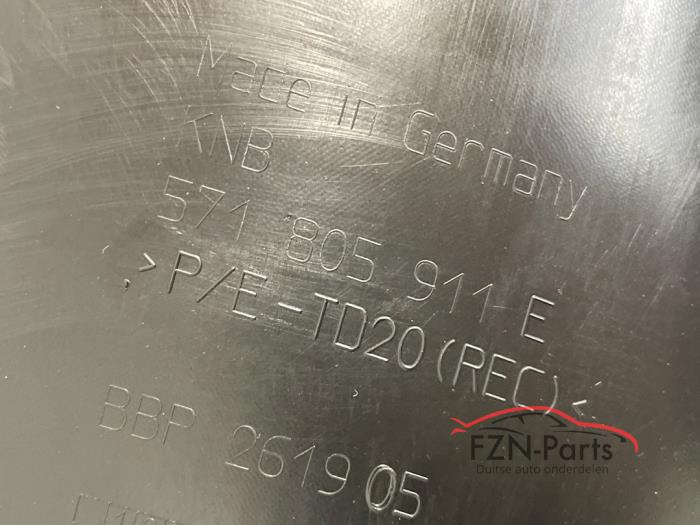 Made in Germany
KNB
571 805 911 E
>P/E-TD20(REC)<
BBP 2619 05
FZN-Parts
Duitse auto onderdelen